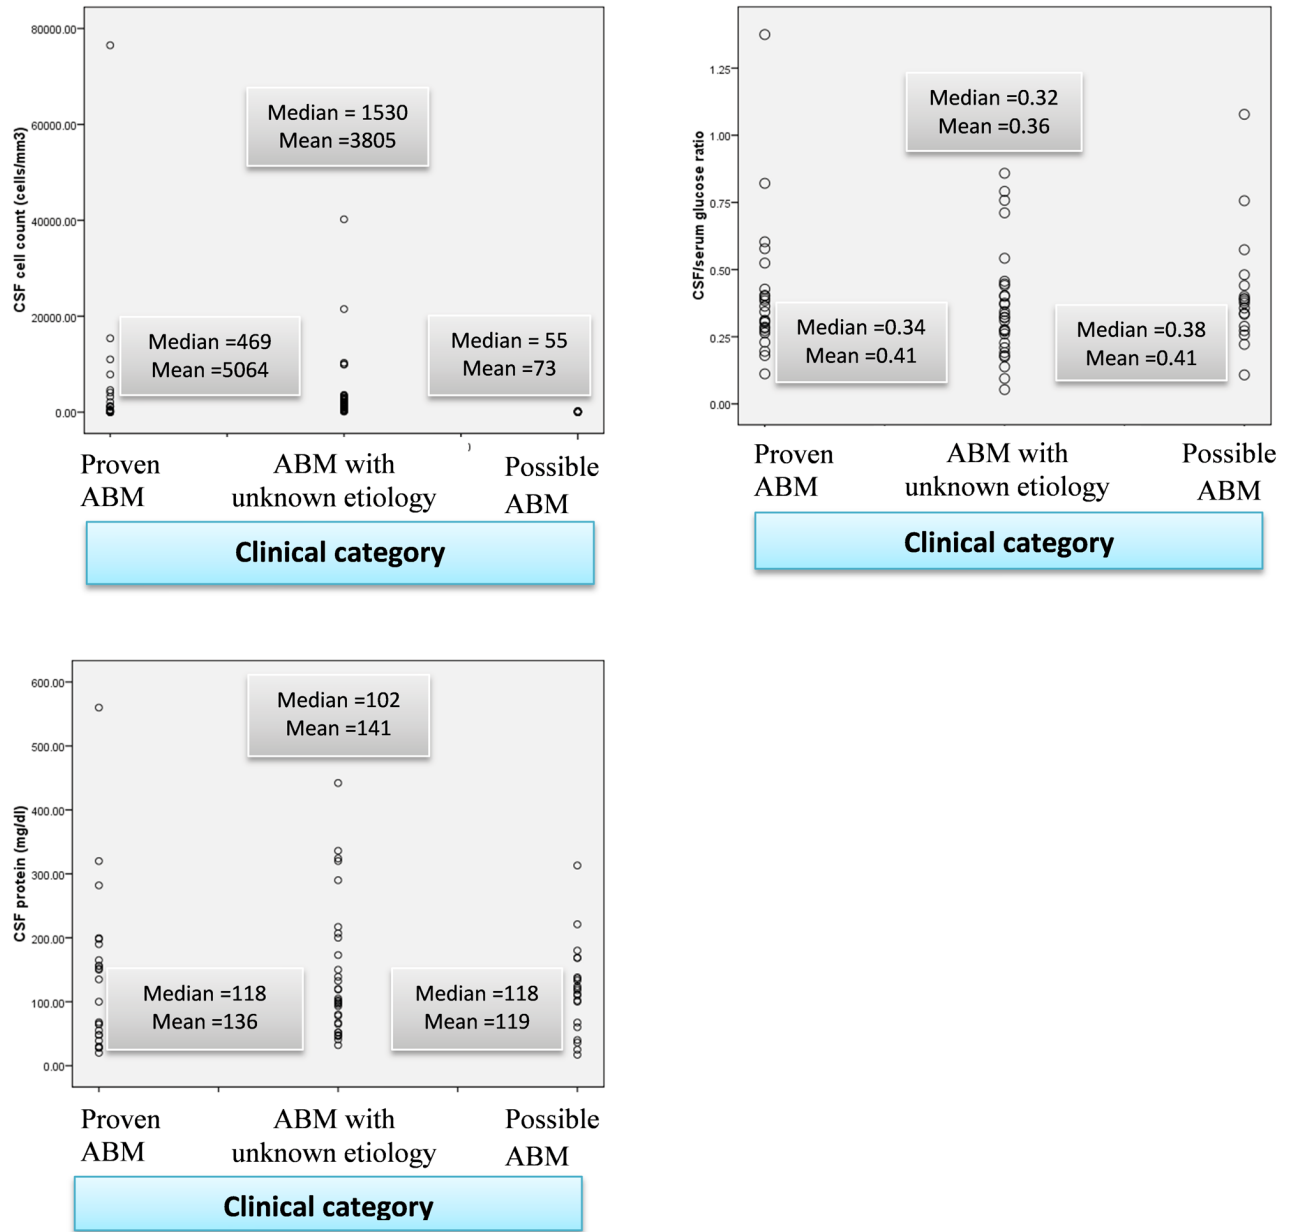 CSF cell count (cells/mm3)
80000.00
60000.00
40000.00
20000.00
0.00
Median = 1530
Mean =3805
Median =469
Mean =5064
Median = 55
Mean =73
)
Proven
ABM
ABM with
unknown etiology
Possible
ABM
Clinical category
CSF/serum glucose ratio
1.25
1.00
0.75
0.50
0.25
0.00
Median =0.32
Mean =0.36
Median =0.34
Mean =0.41
Median =0.38
Mean =0.41
Proven
ABM
ABM with
unknown etiology
Possible
ABM
Clinical category
CSF protein (mg/dl)
600.00
500.00
400.00
300.00
200.00
100.00
0.00
Median =102
Mean =141
Median =118
Mean =136
Median =118
Mean =119
Proven
ABM
ABM with
unknown etiology
Possible
ABM
Clinical category